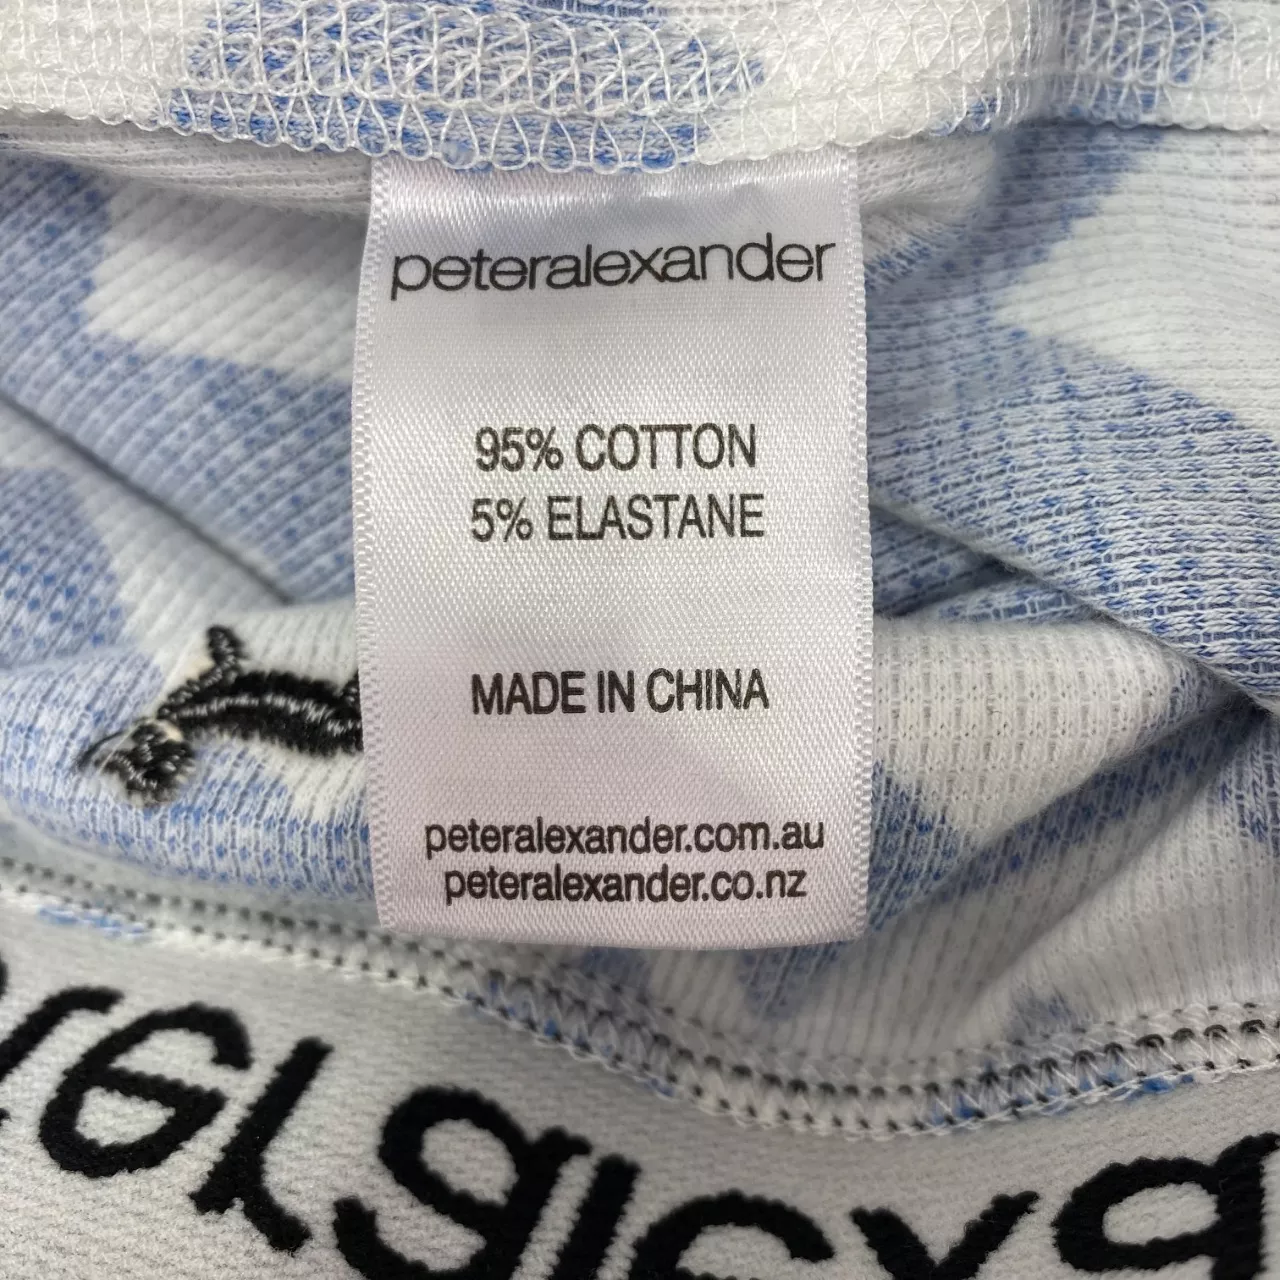 peteralexander
95% COTTON
5% ELASTANE
MADE IN CHINA
peteralexander.com.au
peteralexander.co.nz